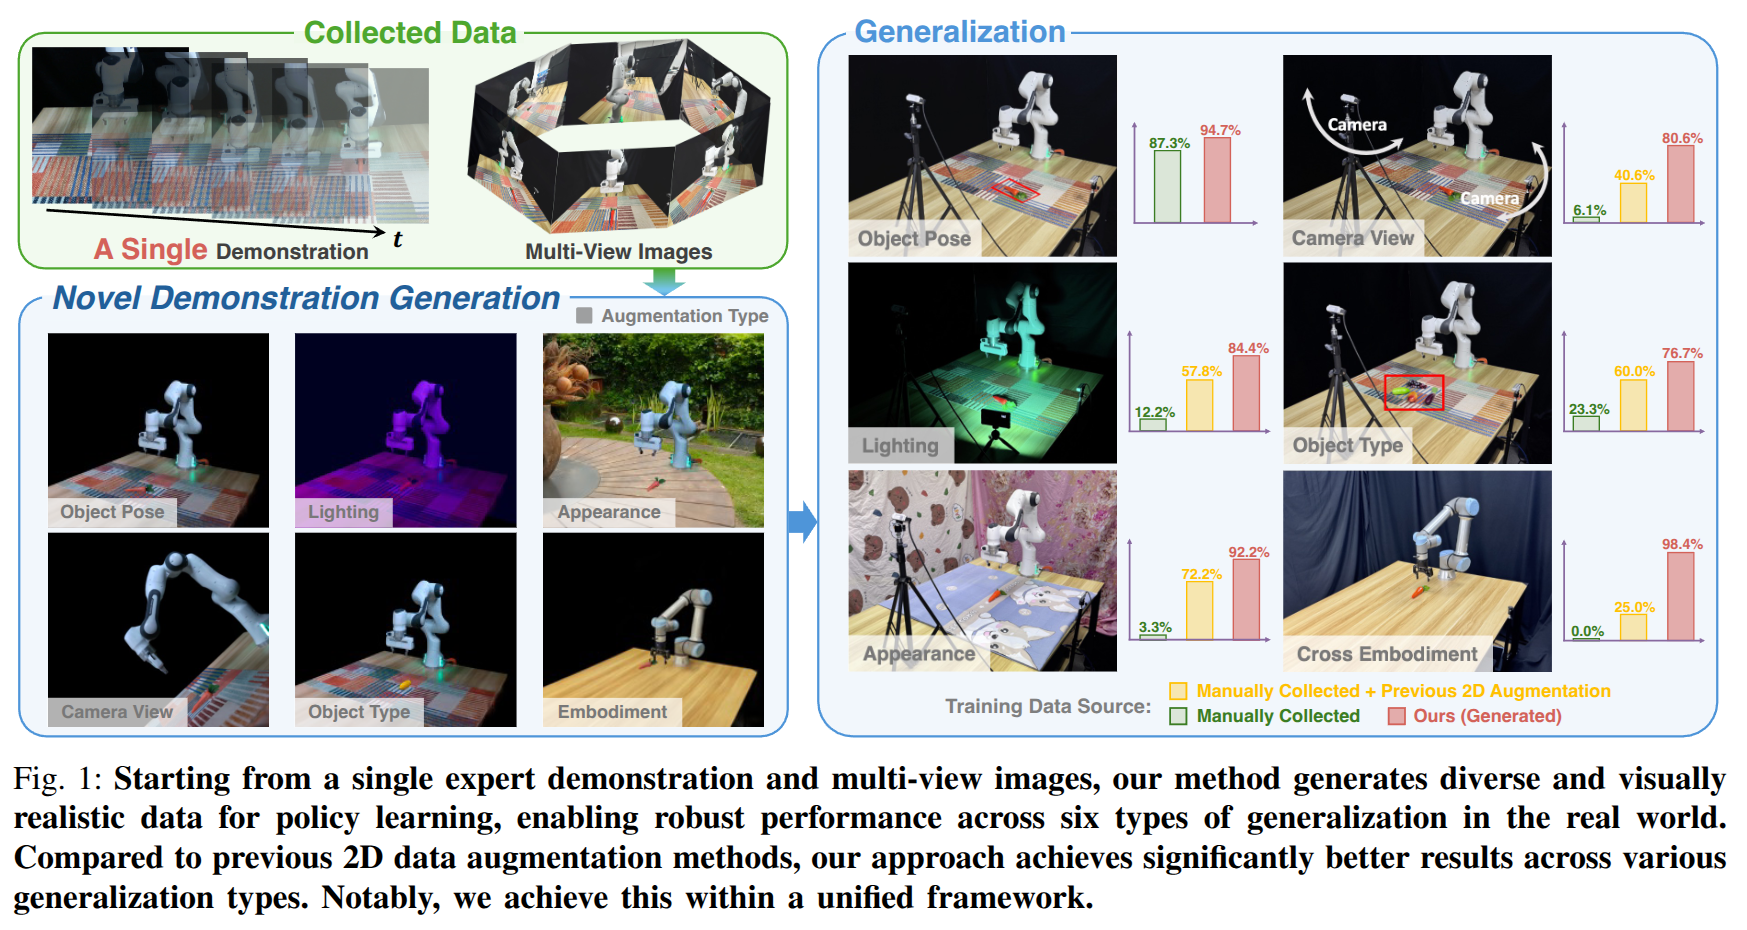 Collected Data
A Single Demonstration
t
Multi-View Images
Novel Demonstration Generation
Augmentation Type
Object Pose
Lighting
Appearance
Camera View
Object Type
Embodiment
Generalization
Object Pose
87.3%
94.7%
Camera
Camera
Camera View
6.1%
40.6%
80.6%
Lighting
12.2%
57.8%
84.4%
Object Type
23.3%
60.0%
76.7%
Appearance
3.3%
72.2%
92.2%
Cross Embodiment
0.0%
25.0%
98.4%
Training Data Source:
Manually Collected + Previous 2D Augmentation
Manually Collected
Ours (Generated)
Fig. 1: Starting from a single expert demonstration and multi-view images, our method generates diverse and visually
realistic data for policy learning, enabling robust performance across six types of generalization in the real world.
Compared to previous 2D data augmentation methods, our approach achieves significantly better results across various
generalization types. Notably, we achieve this within a unified framework.